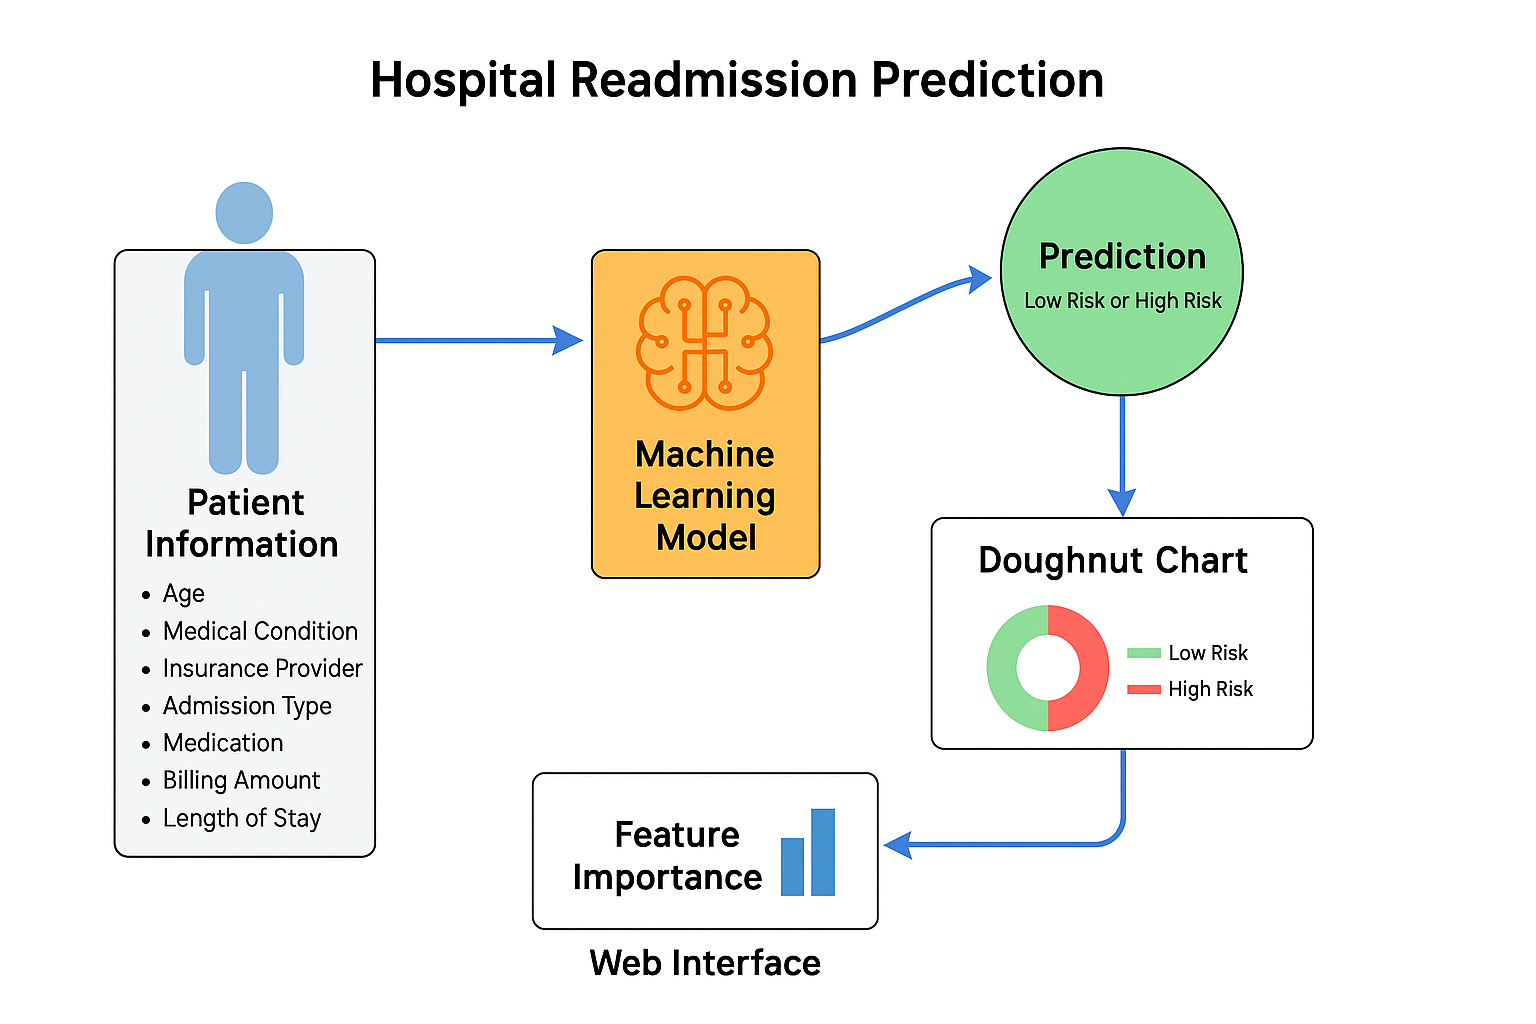 Hospital Readmission Prediction
Patient
Information
• Age
• Medical Condition
• Insurance Provider
• Admission Type
• Medication
• Billing Amount
• Length of Stay
Machine
Learning
Model
Prediction
Low Risk or High Risk
Doughnut Chart
Low Risk
High Risk
Feature
Importance
Web Interface